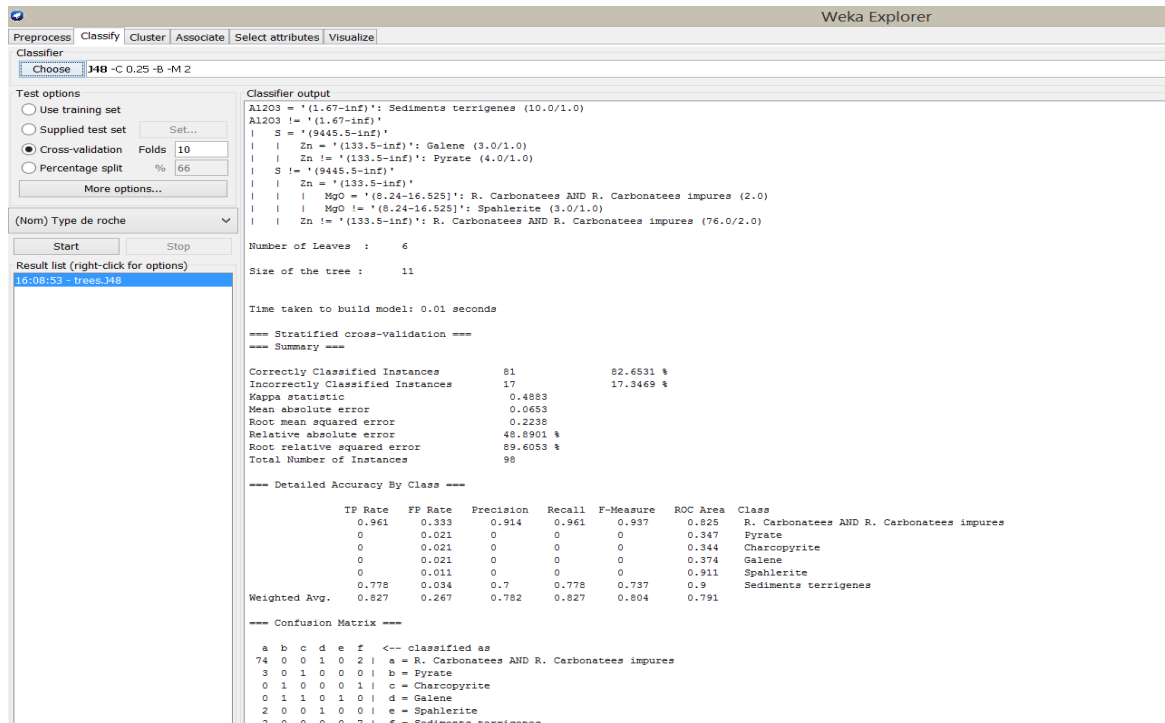 Weka Explorer
Preprocess Classify Cluster Associate Select attributes Visualize
Classifier
Choose J48 -C 0.25 -B -M 2
Test options
Use training set
Supplied test set Set...
Cross-validation Folds 10
Percentage split % 66
More options...
(Nom) Type de roche
Start Stop
Result list (right-click for options)
16:08:53 - trees.J48
Classifier output
Al2O3 = '(1.67-inf)': Sediments terrigenes (10.0/1.0)
Al2O3 != '(1.67-inf)'
| S = '(9445.5-inf)'
| | Zn = '(133.5-inf)': Galene (3.0/1.0)
| | Zn != '(133.5-inf)': Pyrate (4.0/1.0)
| S != '(9445.5-inf)'
| | Zn = '(133.5-inf)'
| | | MgO = '(8.24-16.525]': R. Carbonatees AND R. Carbonatees impures (2.0)
| | | MgO != '(8.24-16.525]': Spahlerite (3.0/1.0)
| | Zn != '(133.5-inf)': R. Carbonatees AND R. Carbonatees impures (76.0/2.0)
Number of Leaves : 6
Size of the tree : 11
Time taken to build model: 0.01 seconds
=== Stratified cross-validation ===
=== Summary ===
Correctly Classified Instances 81 82.6531 %
Incorrectly Classified Instances 17 17.3469 %
Kappa statistic 0.4883
Mean absolute error 0.0653
Root mean squared error 0.2238
Relative absolute error 48.8901 %
Root relative squared error 89.6053 %
Total Number of Instances 98
=== Detailed Accuracy By Class ===
TP Rate FP Rate Precision Recall F-Measure ROC Area Class
0.961 0.333 0.914 0.961 0.937 0.825 R. Carbonatees AND R. Carbonatees impures
0 0.021 0 0 0 0.347 Pyrate
0 0.021 0 0 0 0.344 Charcopyrite
0 0.021 0 0 0 0.374 Galene
0 0.011 0 0 0 0.911 Spahlerite
0.778 0.034 0.7 0.778 0.737 0.9 Sediments terrigenes
Weighted Avg. 0.827 0.267 0.782 0.827 0.804 0.791
=== Confusion Matrix ===
a b c d e f <-- classified as
74 0 0 1 0 2 | a = R. Carbonatees AND R. Carbonatees impures
3 0 1 0 0 0 | b = Pyrate
0 1 0 0 0 1 | c = Charcopyrite
0 1 1 0 1 0 | d = Galene
2 0 0 1 0 0 | e = Spahlerite
2 0 0 0 0 7 | f = Sediments terrigenes